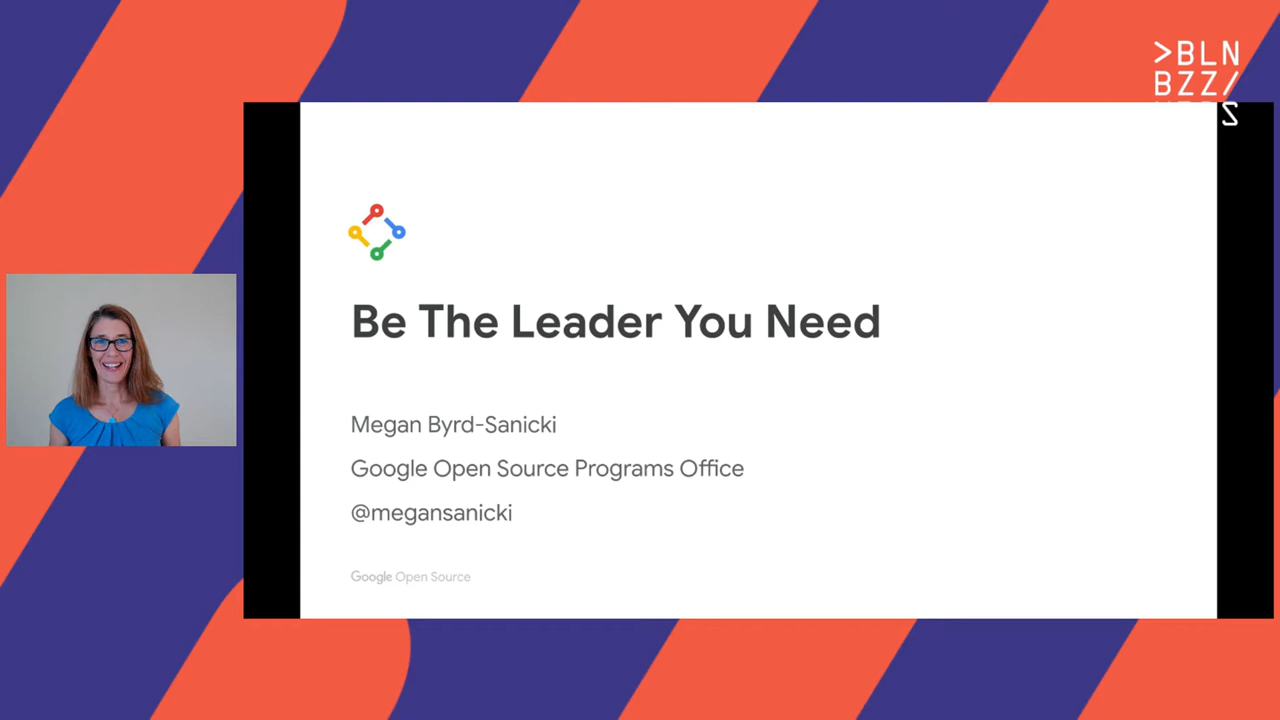 >BLN
BZZ/
Be The Leader You Need
Megan Byrd-Sanicki
Google Open Source Programs Office
@megansanicki
Google Open Source